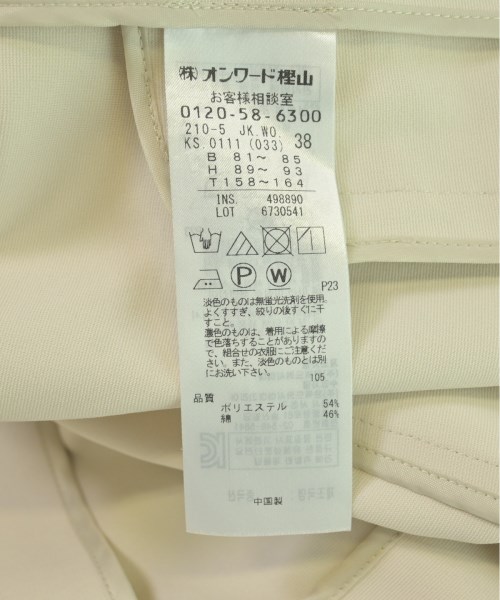 ㈱オンワード樫山
お客様相談室
0120-58-6300
210-5 JK.WO.
KS.0111 (033) 38
B 81～ 85
H 89～ 93
T 158～164
INS. 498890
LOT 6730541
P W
P23
淡色のものは無蛍光洗剤を使用。
よくすすぎ、絞りの後すぐに干
すこと。
濃色のものは、着用による摩擦
で色落ちすることがありますの
で、組合せの衣服にご注意くだ
さい。また、淡色のものとは別
にお洗い下さい。
105
品質
ポリエステル 54%
綿 46%
中国製